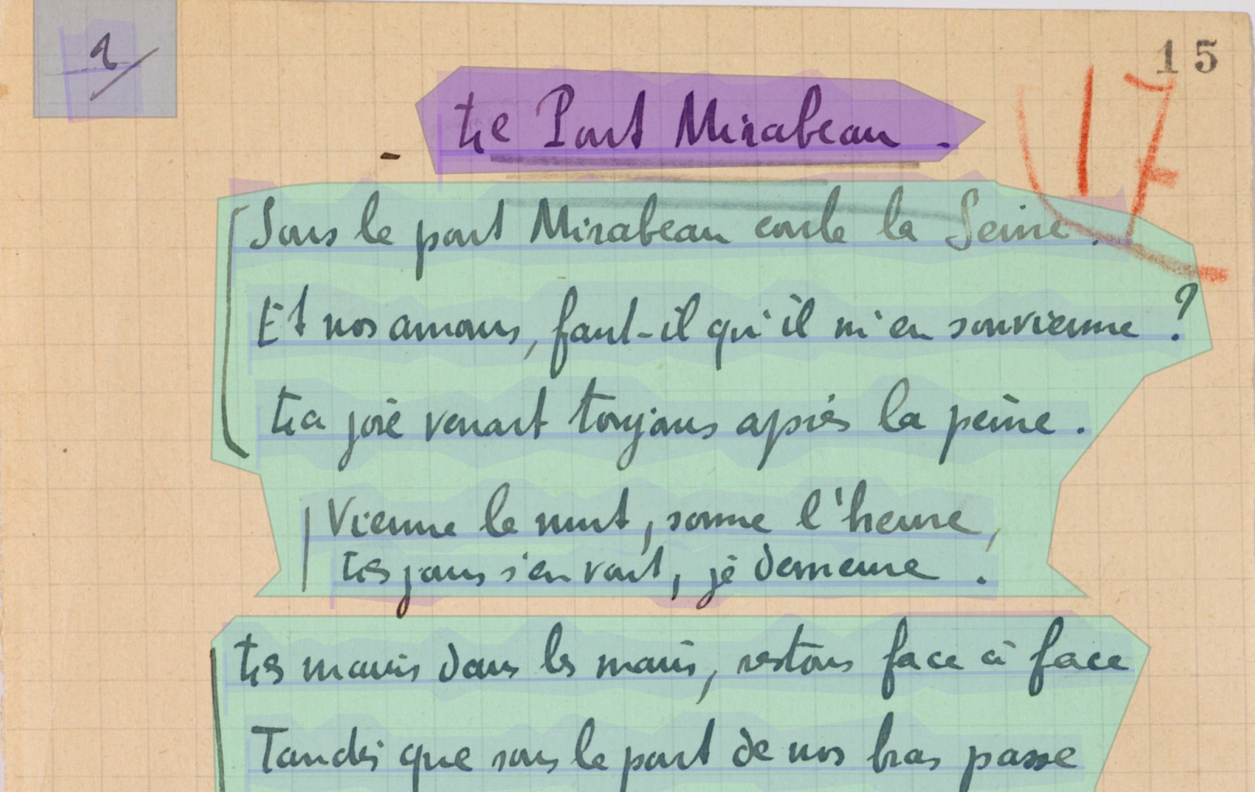 1/
15
17
- Le Pont Mirabeau.
Sous le pont Mirabeau coule la Seine.
Et nos amours, faut-il qu'il m'en souvienne ?
La joie venait toujours après la peine.
Vienne la nuit, sonne l'heure,
Les jours s'en vont, je demeure.
Les mains dans les mains, restons face à face
Tandis que sous le pont de nos bras passe